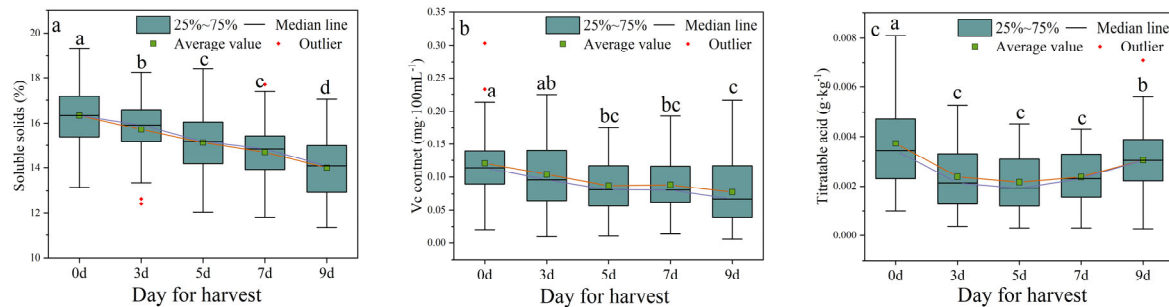 a
25%~75%
Median line
Average value
Outlier
a
b
c
c
d
20
18
16
14
12
10
Soluble solids (%)
0d 3d 5d 7d 9d
Day for harvest
b
25%~75%
Median line
Average value
Outlier
a
ab
bc
bc
c
0.35
0.30
0.25
0.20
0.15
0.10
0.05
0.00
Vc connet (mg·100mL⁻¹)
0d 3d 5d 7d 9d
Day for harvest
c
25%~75%
Median line
Average value
Outlier
a
c
c
c
b
0.008
0.006
0.004
0.002
0.000
Titratable acid (g·kg⁻¹)
0d 3d 5d 7d 9d
Day for harvest